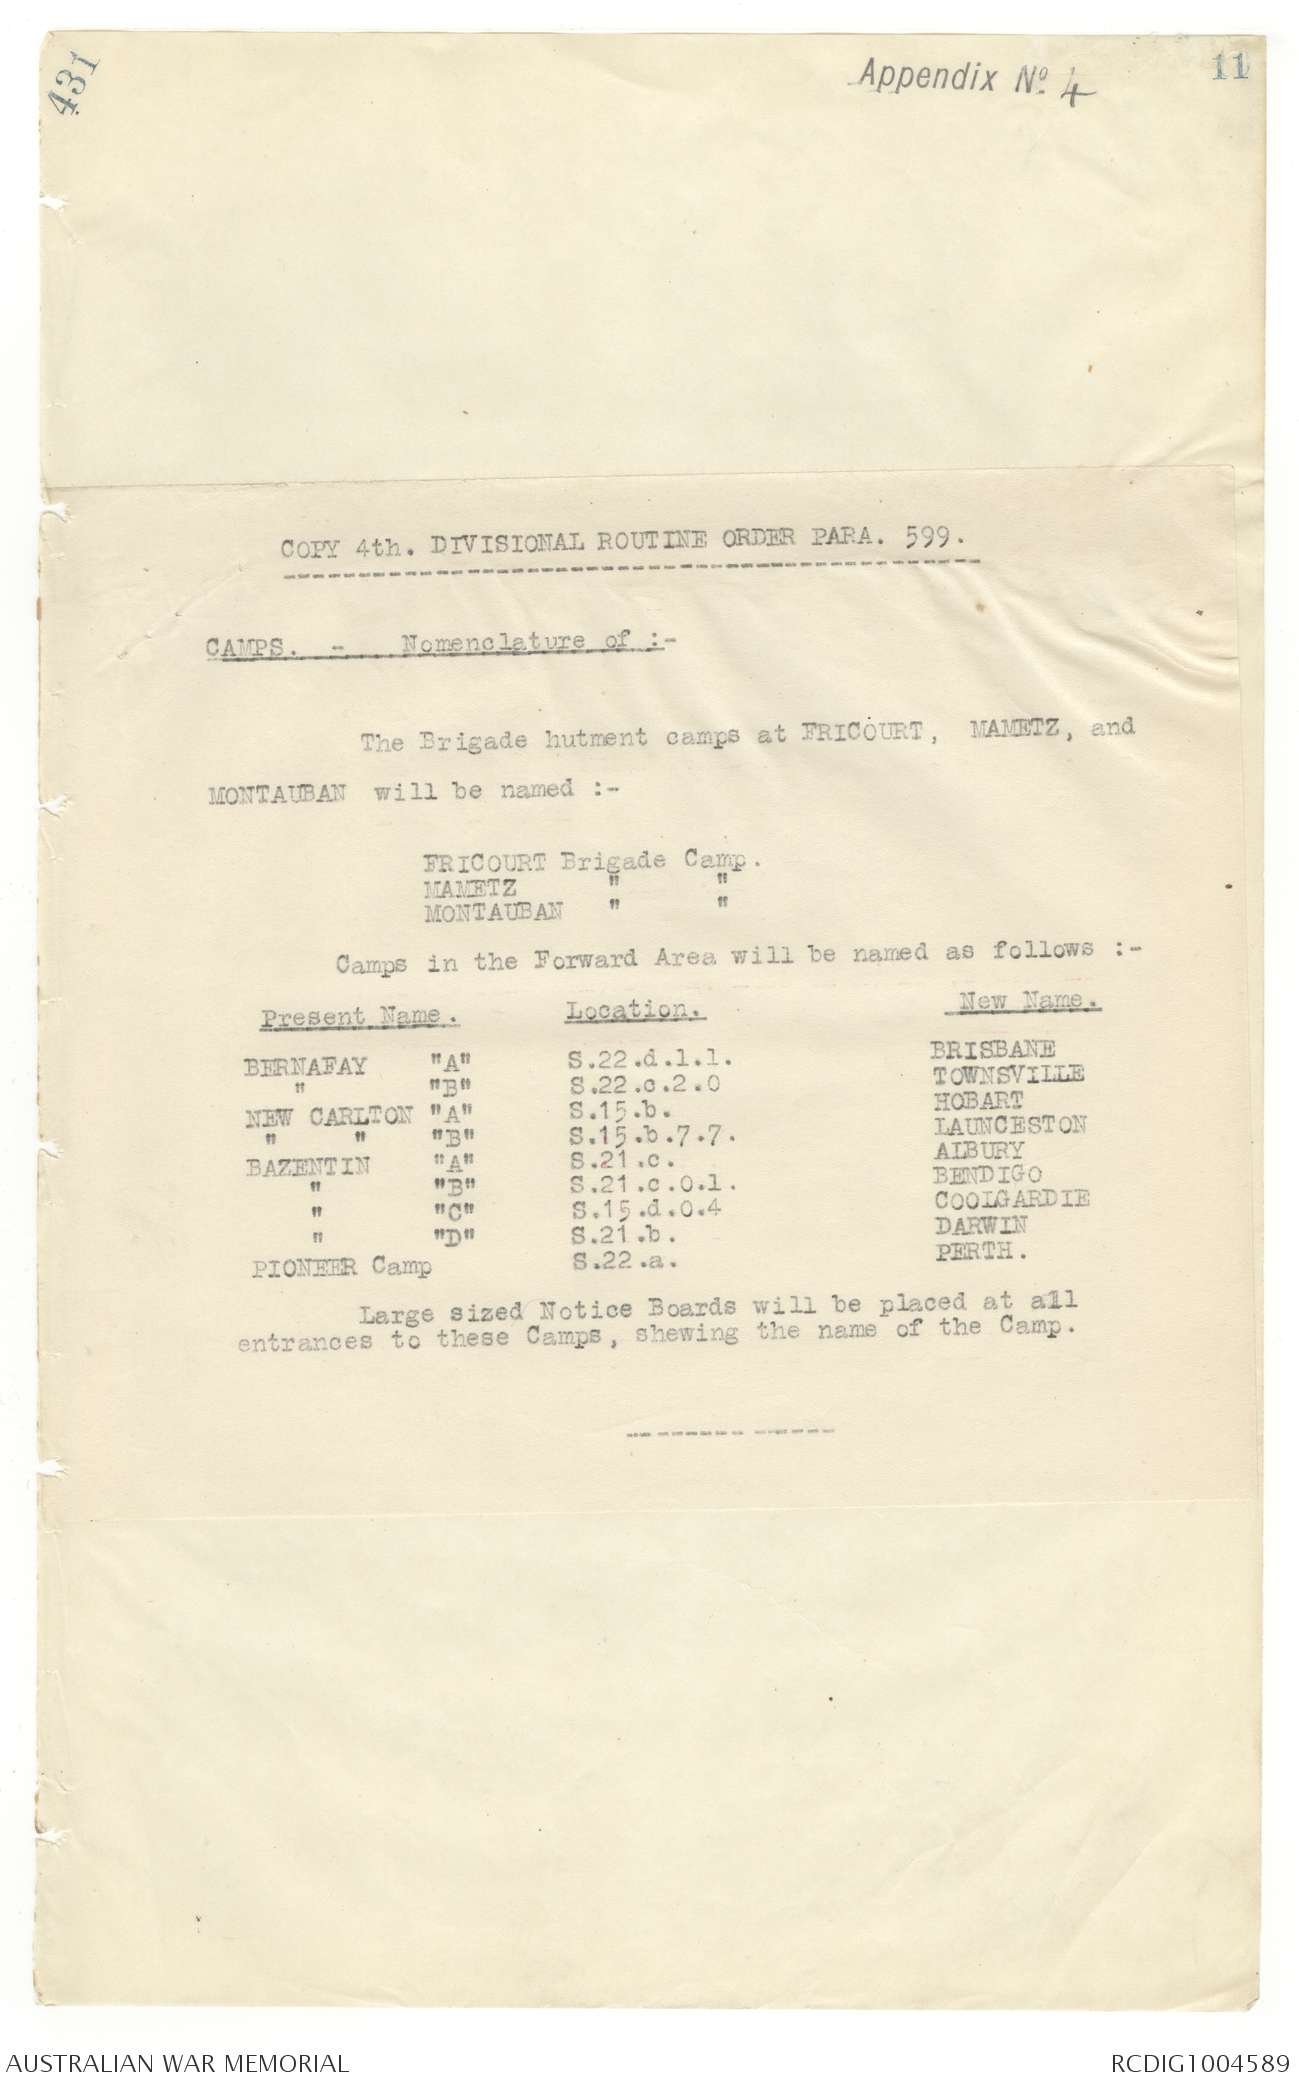 431
Appendix No. 4
11
COPY 4th. DIVISIONAL ROUTINE ORDER PARA. 599.
CAMPS. - Nomenclature of :-
The Brigade hutment camps at FRICOURT, MAMETZ, and
MONTAUBAN will be named :-
FRICOURT Brigade Camp.
MAMETZ " "
MONTAUBAN " "
Camps in the Forward Area will be named as follows :-
Present Name. Location. New Name.
BERNAFAY "A" S.22.d.1.1. BRISBANE
" "B" S.22.c.2.0 TOWNSVILLE
NEW CARLTON "A" S.15.b. HOBART
" " "B" S.15.b.7.7. LAUNCESTON
BAZENTIN "A" S.21.c. ALBURY
" "B" S.21.c.0.1. BENDIGO
" "C" S.15.d.0.4 COOLGARDIE
" "D" S.21.b. DARWIN
PIONEER Camp S.22.a. PERTH.
Large sized Notice Boards will be placed at all
entrances to these Camps, shewing the name of the Camp.
AUSTRALIAN WAR MEMORIAL
RCDIG1004589